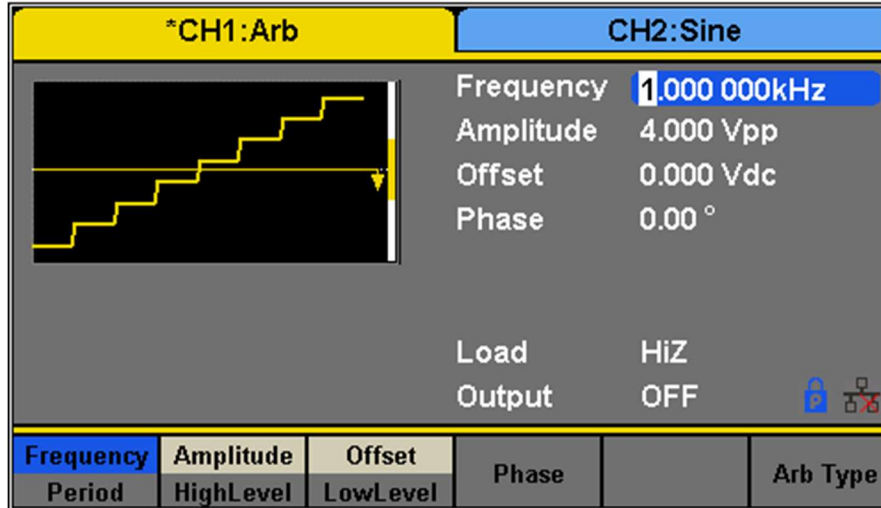 *CH1:Arb
CH2:Sine
Frequency 1.000 000kHz
Amplitude 4.000 Vpp
Offset 0.000 Vdc
Phase 0.00 °
Load HiZ
Output OFF
P
Frequency Amplitude Offset Phase Arb Type
Period HighLevel LowLevel